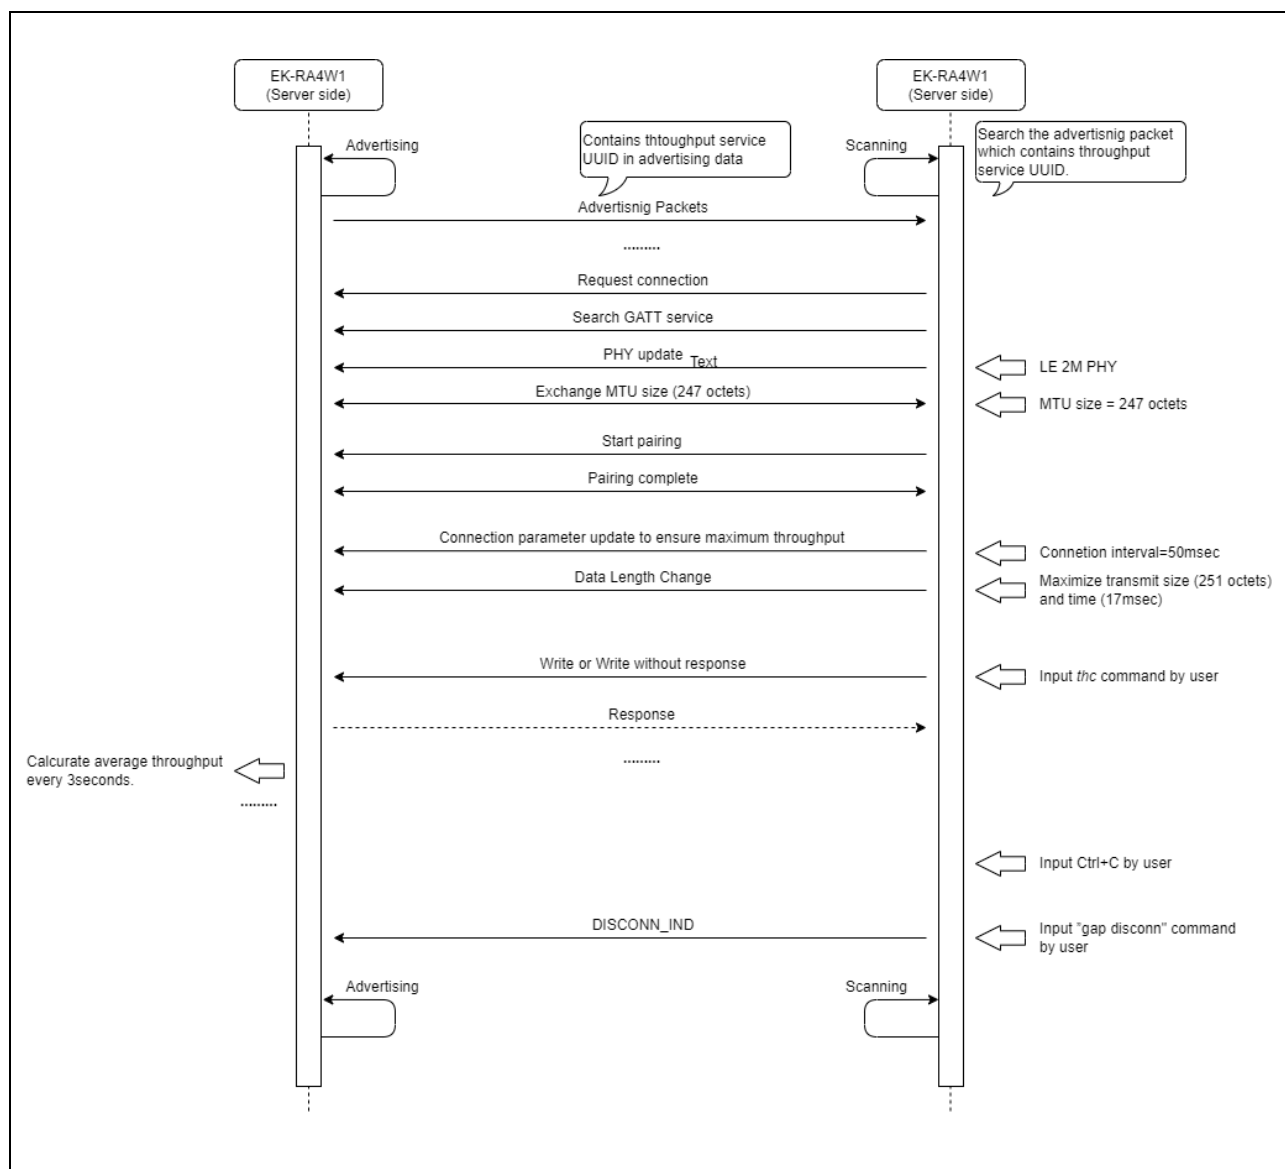 EK-RA4W1
(Server side)
EK-RA4W1
(Server side)
Advertising
Contains thtoughput service
UUID in advertising data
Scanning
Search the advertisnig packet
which contains throughput
service UUID.
Advertisnig Packets
.........
Request connection
Search GATT service
PHY update
Text
LE 2M PHY
Exchange MTU size (247 octets)
MTU size = 247 octets
Start pairing
Pairing complete
Connection parameter update to ensure maximum throughput
Connetion interval=50msec
Data Length Change
Maximize transmit size (251 octets)
and time (17msec)
Write or Write without response
Input thc command by user
Response
.........
Calcurate average throughput
every 3seconds.
.........
Input Ctrl+C by user
DISCONN_IND
Input "gap disconn" command
by user
Advertising
Scanning